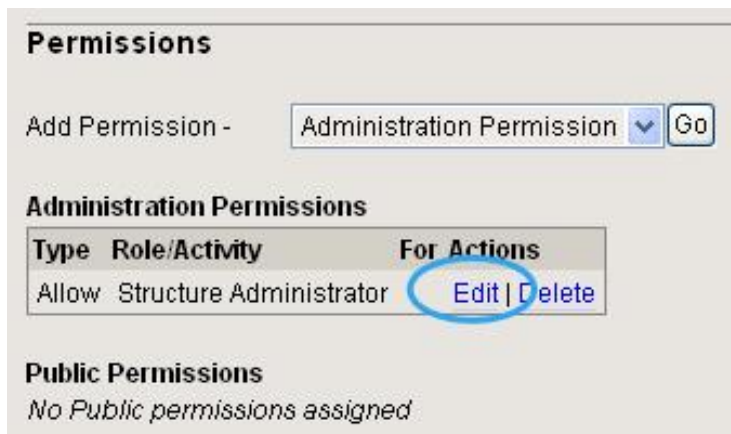 Permissions
Add Permission - Administration Permission Go
Administration Permissions
Type Role/Activity For Actions
Allow Structure Administrator Edit | Delete
Public Permissions
No Public permissions assigned